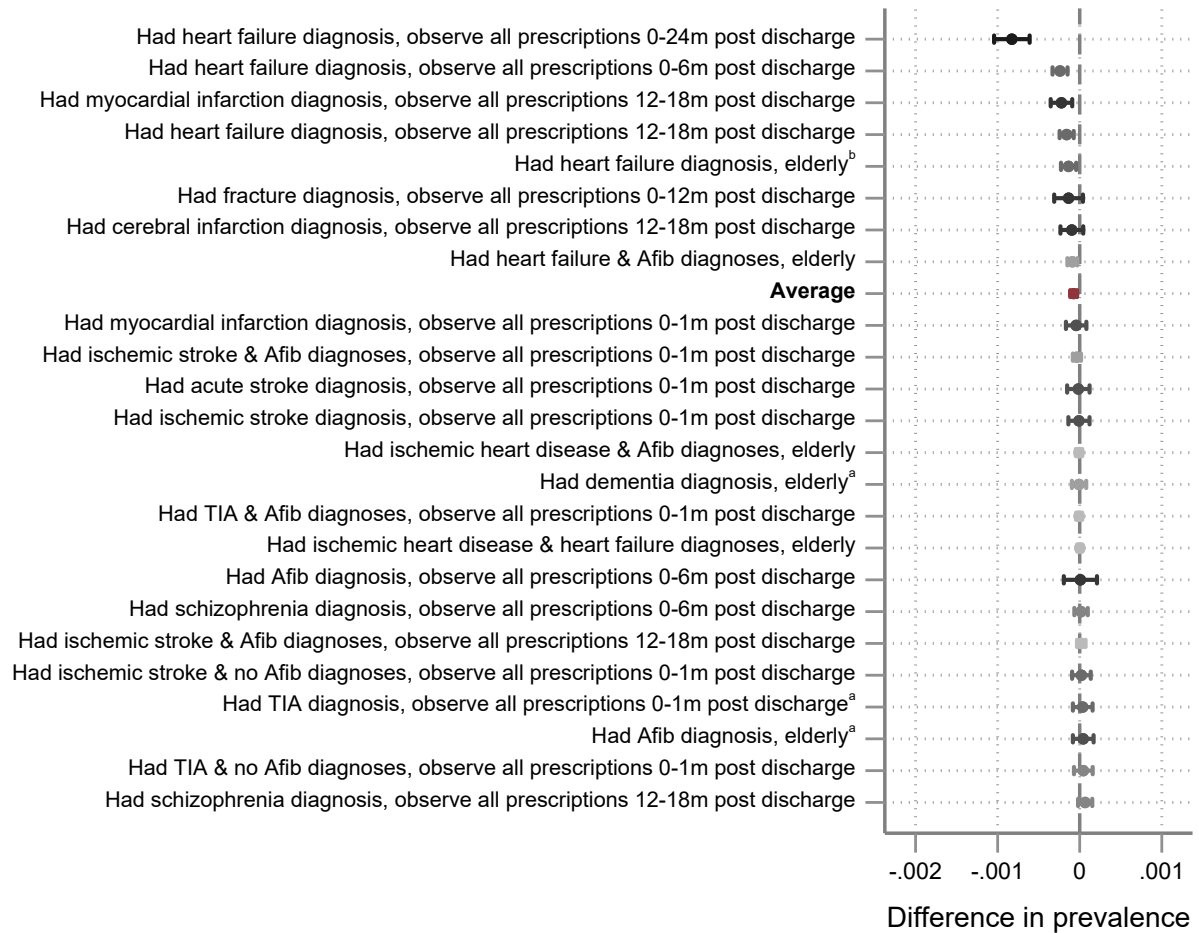 Had heart failure diagnosis, observe all prescriptions 0-24m post discharge
Had heart failure diagnosis, observe all prescriptions 0-6m post discharge
Had myocardial infarction diagnosis, observe all prescriptions 12-18m post discharge
Had heart failure diagnosis, observe all prescriptions 12-18m post discharge
Had heart failure diagnosis, elderly^b
Had fracture diagnosis, observe all prescriptions 0-12m post discharge
Had cerebral infarction diagnosis, observe all prescriptions 12-18m post discharge
Had heart failure & Afib diagnoses, elderly
Average
Had myocardial infarction diagnosis, observe all prescriptions 0-1m post discharge
Had ischemic stroke & Afib diagnoses, observe all prescriptions 0-1m post discharge
Had acute stroke diagnosis, observe all prescriptions 0-1m post discharge
Had ischemic stroke diagnosis, observe all prescriptions 0-1m post discharge
Had ischemic heart disease & Afib diagnoses, elderly
Had dementia diagnosis, elderly^a
Had TIA & Afib diagnoses, observe all prescriptions 0-1m post discharge
Had ischemic heart disease & heart failure diagnoses, elderly
Had Afib diagnosis, observe all prescriptions 0-6m post discharge
Had schizophrenia diagnosis, observe all prescriptions 0-6m post discharge
Had ischemic stroke & Afib diagnoses, observe all prescriptions 12-18m post discharge
Had ischemic stroke & no Afib diagnoses, observe all prescriptions 0-1m post discharge
Had TIA diagnosis, observe all prescriptions 0-1m post discharge^a
Had Afib diagnosis, elderly^a
Had TIA & no Afib diagnoses, observe all prescriptions 0-1m post discharge
Had schizophrenia diagnosis, observe all prescriptions 12-18m post discharge
-.002 -.001 0 .001
Difference in prevalence